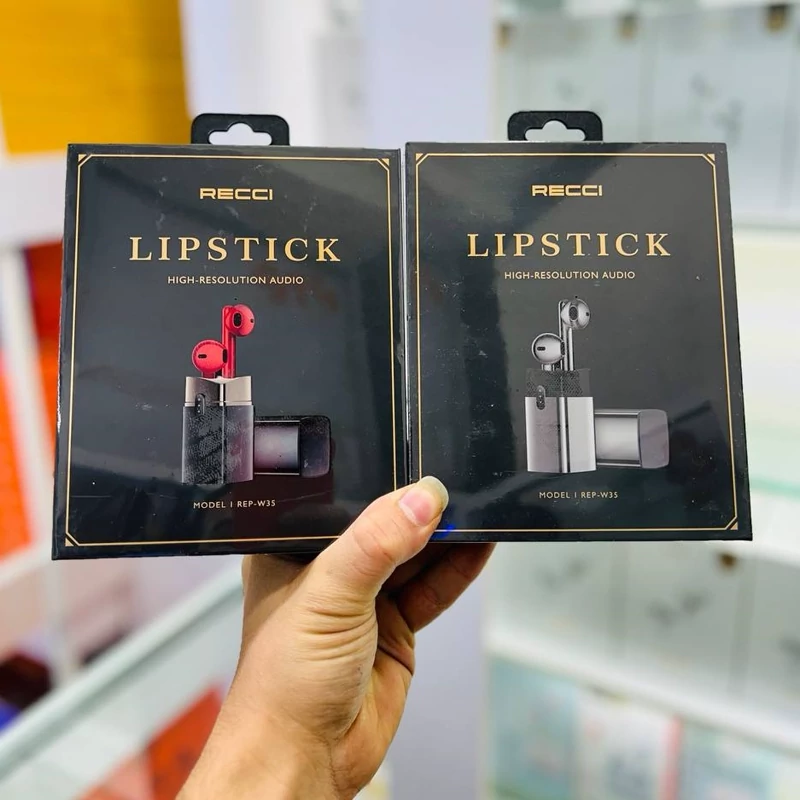 RECCI
LIPSTICK
HIGH-RESOLUTION AUDIO
MODEL I REP-W35
RECCI
LIPSTICK
HIGH-RESOLUTION AUDIO
MODEL I REP-W35